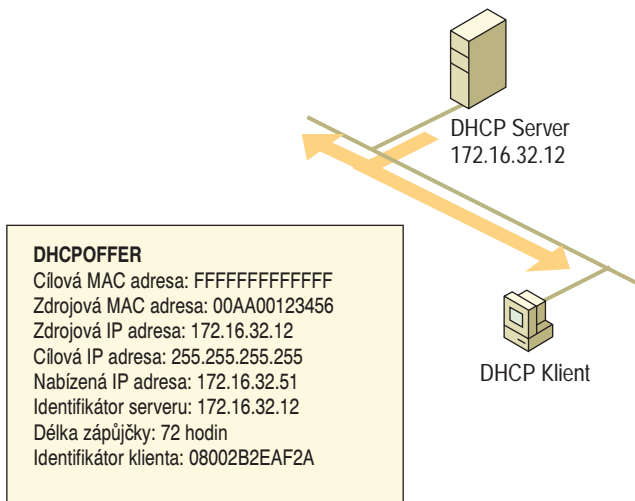 DHCP Server
172.16.32.12
DHCPOFFER
Cílová MAC adresa: FFFFFFFFFFFFF
Zdrojová MAC adresa: 00AA00123456
Zdrojová IP adresa: 172.16.32.12
Cílová IP adresa: 255.255.255.255
Nabízená IP adresa: 172.16.32.51
Identifikátor serveru: 172.16.32.12
Délka zápůjčky: 72 hodin
Identifikátor klienta: 08002B2EAF2A
DHCP Klient